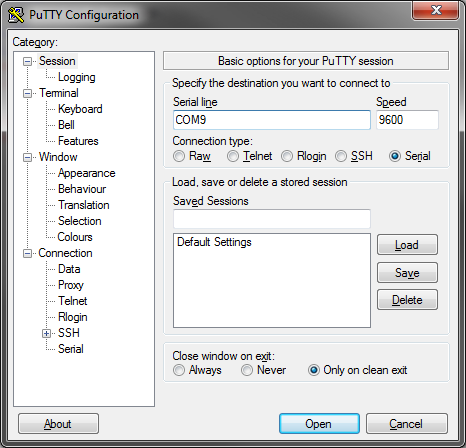 PuTTY Configuration
Category:
Session
Logging
Terminal
Keyboard
Bell
Features
Window
Appearance
Behaviour
Translation
Selection
Colours
Connection
Data
Proxy
Telnet
Rlogin
SSH
Serial
Basic options for your PuTTY session
Specify the destination you want to connect to
Serial line Speed
COM9 9600
Connection type:
Raw Telnet Rlogin SSH Serial
Load, save or delete a stored session
Saved Sessions
Default Settings
Load
Save
Delete
Close window on exit:
Always Never Only on clean exit
About Open Cancel